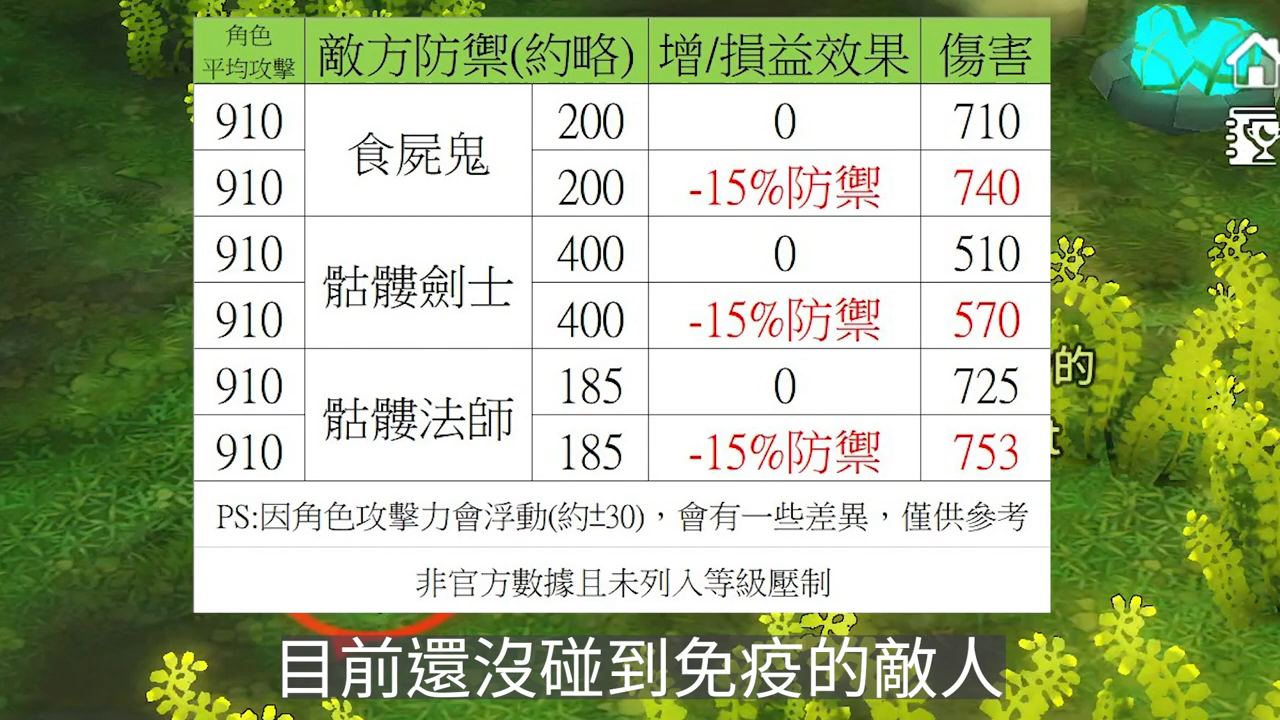 角色
平均攻擊
敵方防禦(約略)
增/損益效果
傷害
910
食屍鬼
200
0
710
910
200
-15%防禦
740
910
骷髏劍士
400
0
510
910
400
-15%防禦
570
910
骷髏法師
185
0
725
910
185
-15%防禦
753
PS:因角色攻擊力會浮動(約±30)，會有一些差異，僅供參考
非官方數據且未列入等級壓制
的
目前還沒碰到免疫的敵人